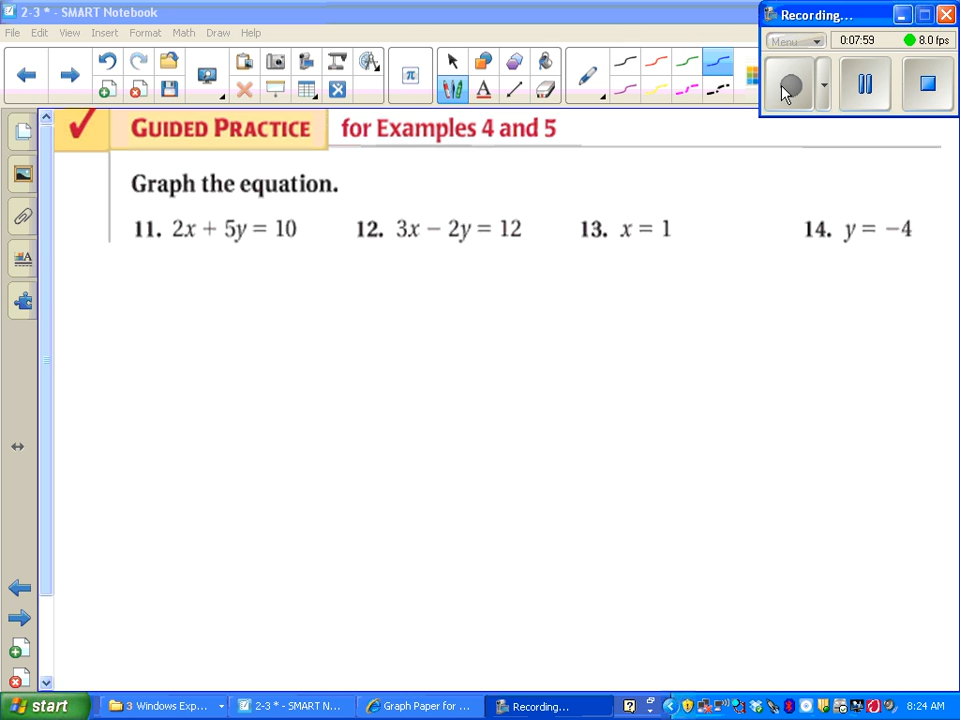 2-3 * - SMART Notebook
Recording...
File Edit View Insert Format Math Draw Help
Menu 0:07:59 8.0 fps
π
A
GUIDED PRACTICE for Examples 4 and 5
Graph the equation.
11. 2x + 5y = 10 12. 3x − 2y = 12 13. x = 1 14. y = −4
start 3 Windows Exp... 2-3 * - SMART N... Graph Paper for ... Recording... 8:24 AM